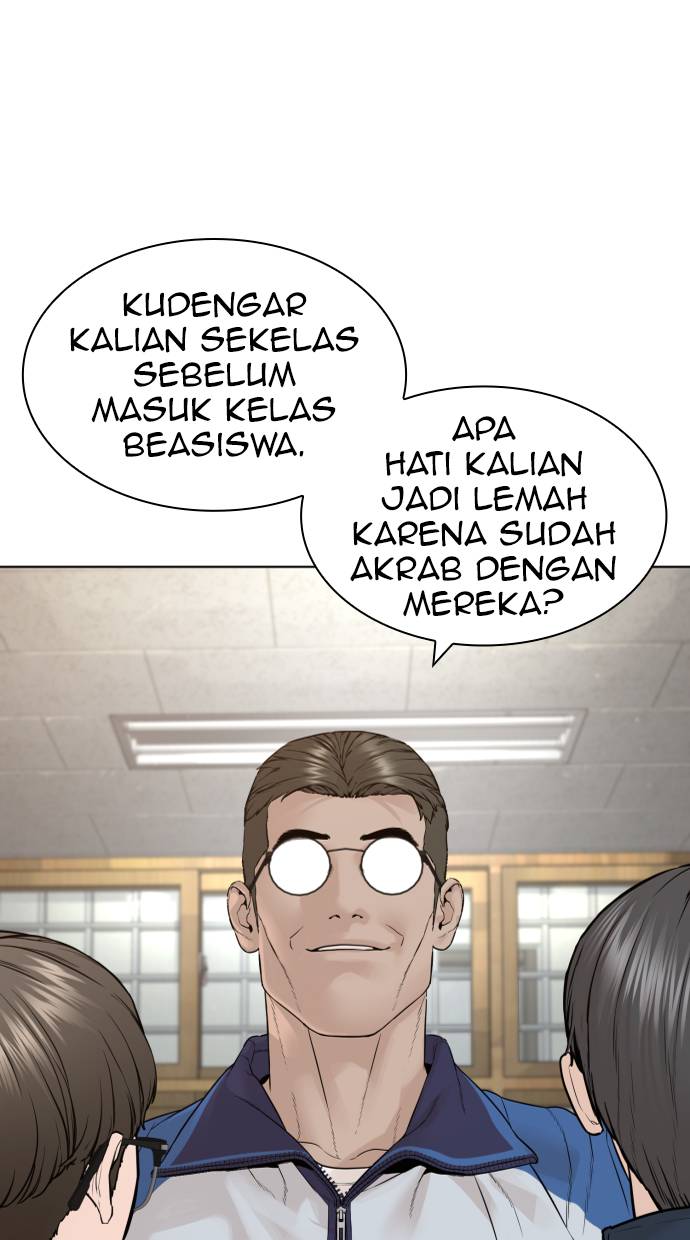 KUDENGAR
KALIAN SEKELAS
SEBELUM
MASUK KELAS
BEASISWA.
APA
HATI KALIAN
JADI LEMAH
KARENA SUDAH
AKRAB DENGAN
MEREKA?